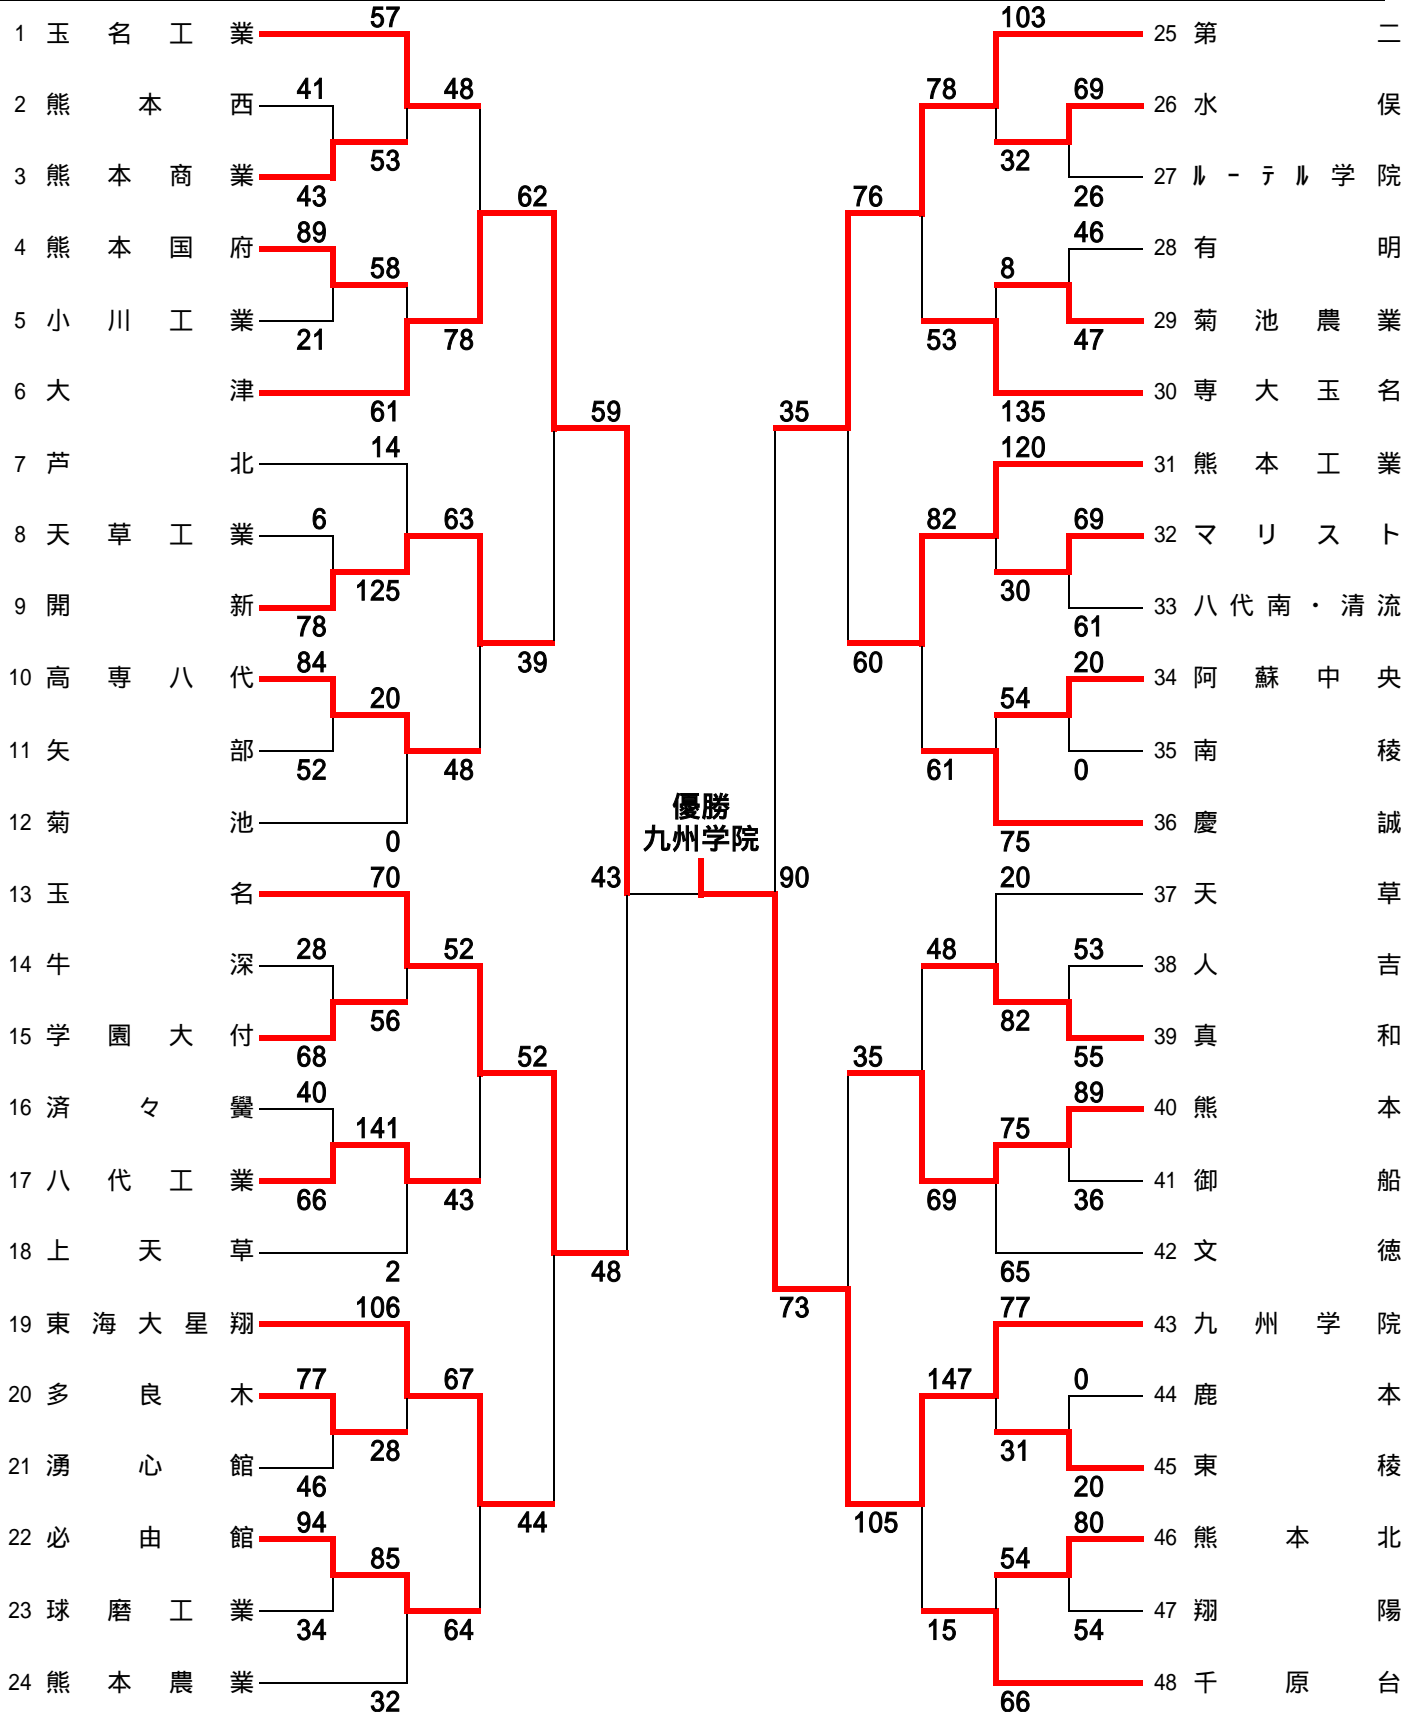 57
1 玉名工業
41
48
2 熊本西
53
3 熊本商業
43
62
89
4 熊本国府
58
5 小川工業
21
78
6 大津
61
59
14
7 芦北
6
63
8 天草工業
125
9 開新
78
39
84
10 高専八代
20
11 矢部
52
48
12 菊池
0
優勝
九州学院
70
43
13 玉名
28
52
14 牛深
56
15 学園大付
68
52
40
16 済々黌
141
17 八代工業
66
43
18 上天草
2
48
106
19 東海大星翔
77
67
20 多良木
28
21 湧心館
46
44
94
22 必由館
85
23 球磨工業
34
64
24 熊本農業
32
103
25 第二
78
69
26 水俣
32
27 ルーテル学院
26
76
46
28 有明
8
29 菊池農業
53
47
30 専大玉名
135
35
120
31 熊本工業
82
69
32 マリスト
30
33 八代南・清流
61
60
20
34 阿蘇中央
54
35 南稜
61
0
36 慶誠
75
90
20
37 天草
48
53
38 人吉
82
39 真和
55
35
89
40 熊本
75
41 御船
69
36
42 文徳
65
73
77
43 九州学院
147
0
44 鹿本
31
45 東稜
20
105
80
46 熊本北
54
47 翔陽
15
54
48 千原台
66